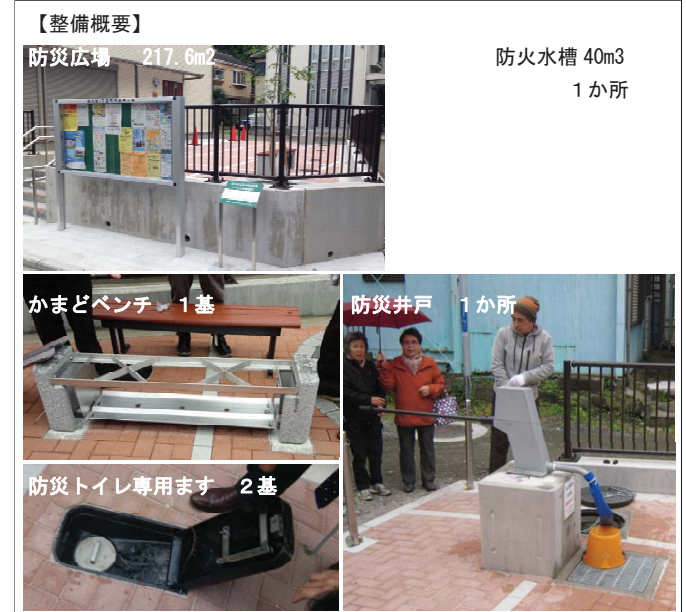 【整備概要】
防災広場　217.6m2
防火水槽 40m3
１か所
かまどベンチ　１基
防災井戸　１か所
防災トイレ専用ます　２基